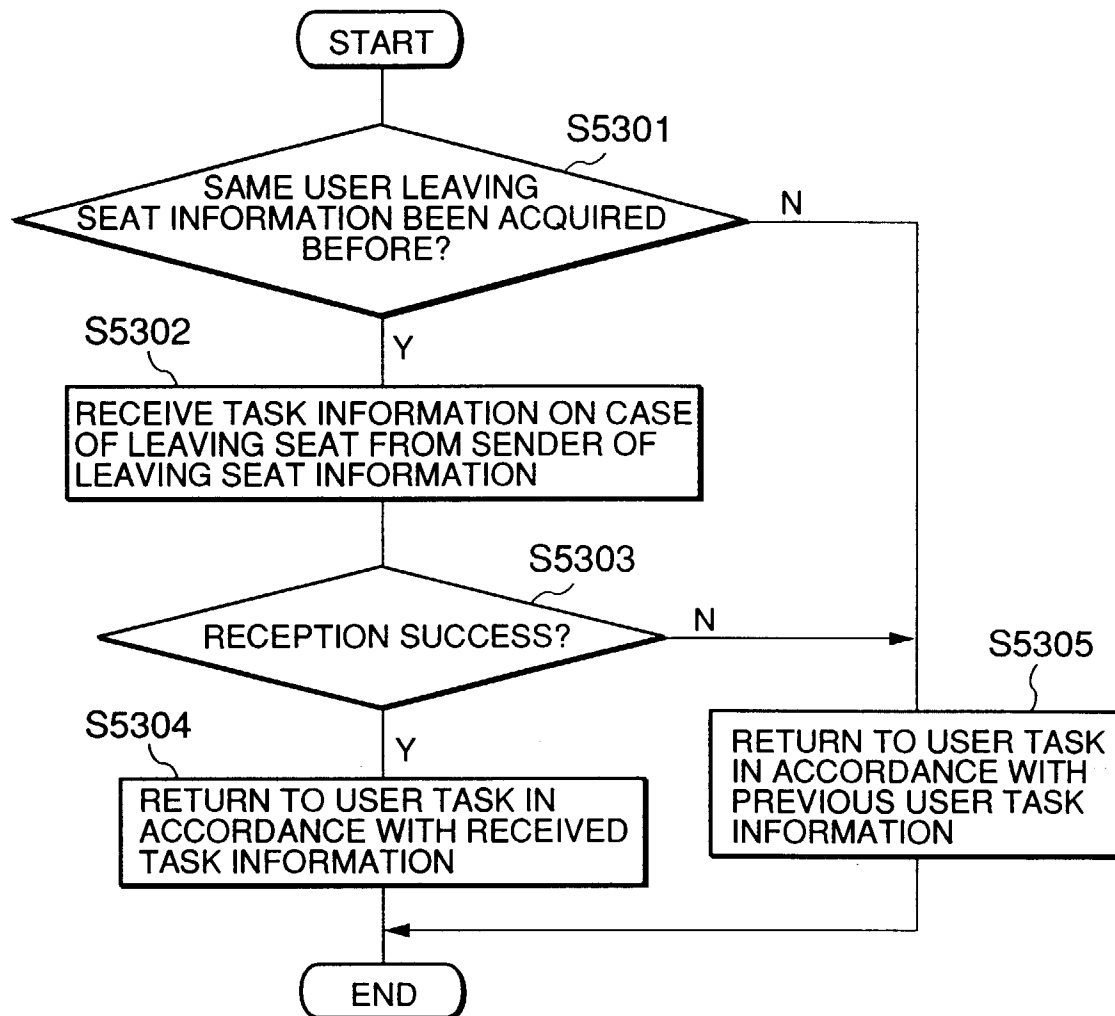 START
S5301
SAME USER LEAVING
SEAT INFORMATION BEEN ACQUIRED
BEFORE?
N
Y
S5302
RECEIVE TASK INFORMATION ON CASE
OF LEAVING SEAT FROM SENDER OF
LEAVING SEAT INFORMATION
S5303
RECEPTION SUCCESS?
N
Y
S5304
RETURN TO USER TASK IN
ACCORDANCE WITH RECEIVED
TASK INFORMATION
S5305
RETURN TO USER TASK
IN ACCORDANCE WITH
PREVIOUS USER TASK
INFORMATION
END